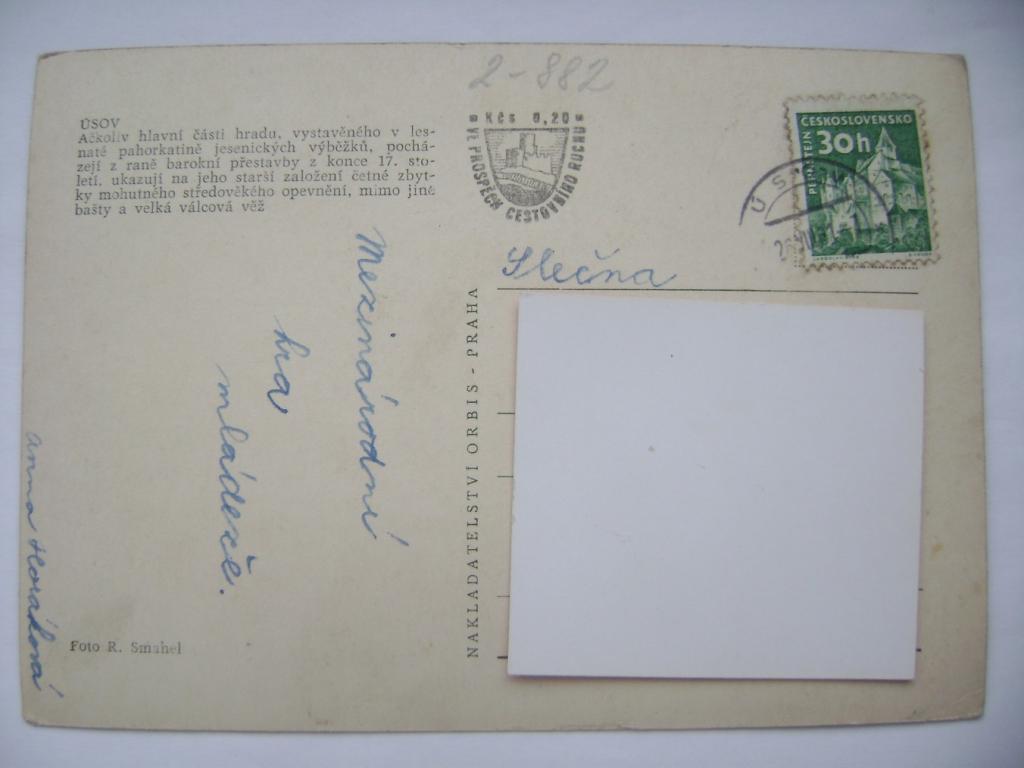 2-882
ÚSOV
Ačkoliv hlavní části hradu, vystavěného v les-
naté pahorkatině jesenických výběžků, pochá-
zejí z raně barokní přestavby z konce 17. sto-
letí, ukazují na jeho starší založení četné zbyt-
ky mohutného středověkého opevnění, mimo jiné
bašty a velká válcová věž
Kčs 0,20
VE PROSPĚCH CESTOVNÍHO RUCHU
ČESKOSLOVENSKO
30h
PERNŠTEJN
Slečna
Mezinárodní
hra
mládeže.
Anna Horáková
NAKLADATELSTVÍ ORBIS - PRAHA
Foto R. Smahel